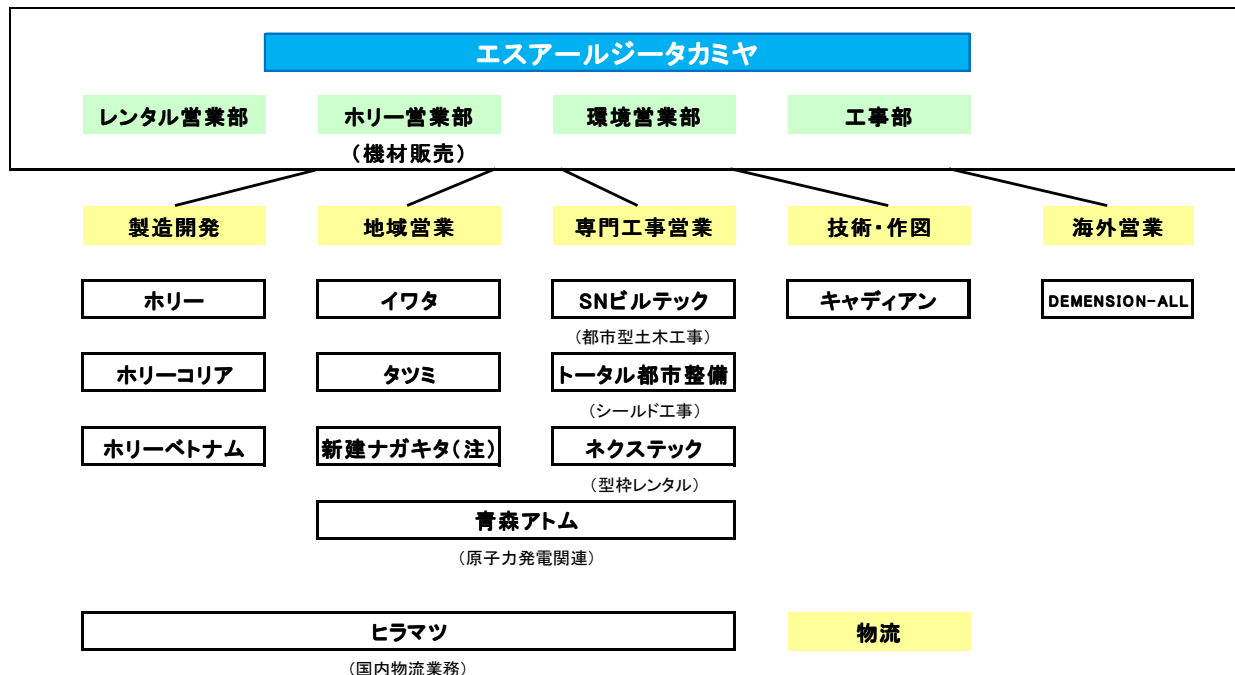 エスアールジータカミヤ
レンタル営業部
ホリー営業部
環境営業部
工事部
（機材販売）
製造開発
地域営業
専門工事営業
技術・作図
海外営業
ホリー
イワタ
SNビルテック
キャディアン
DEMENSION-ALL
（都市型土木工事）
ホリーコリア
タツミ
トータル都市整備
（シールド工事）
ホリーベトナム
新建ナガキタ（注）
ネクステック
（型枠レンタル）
青森アトム
（原子力発電関連）
ヒラマツ
物流
（国内物流業務）